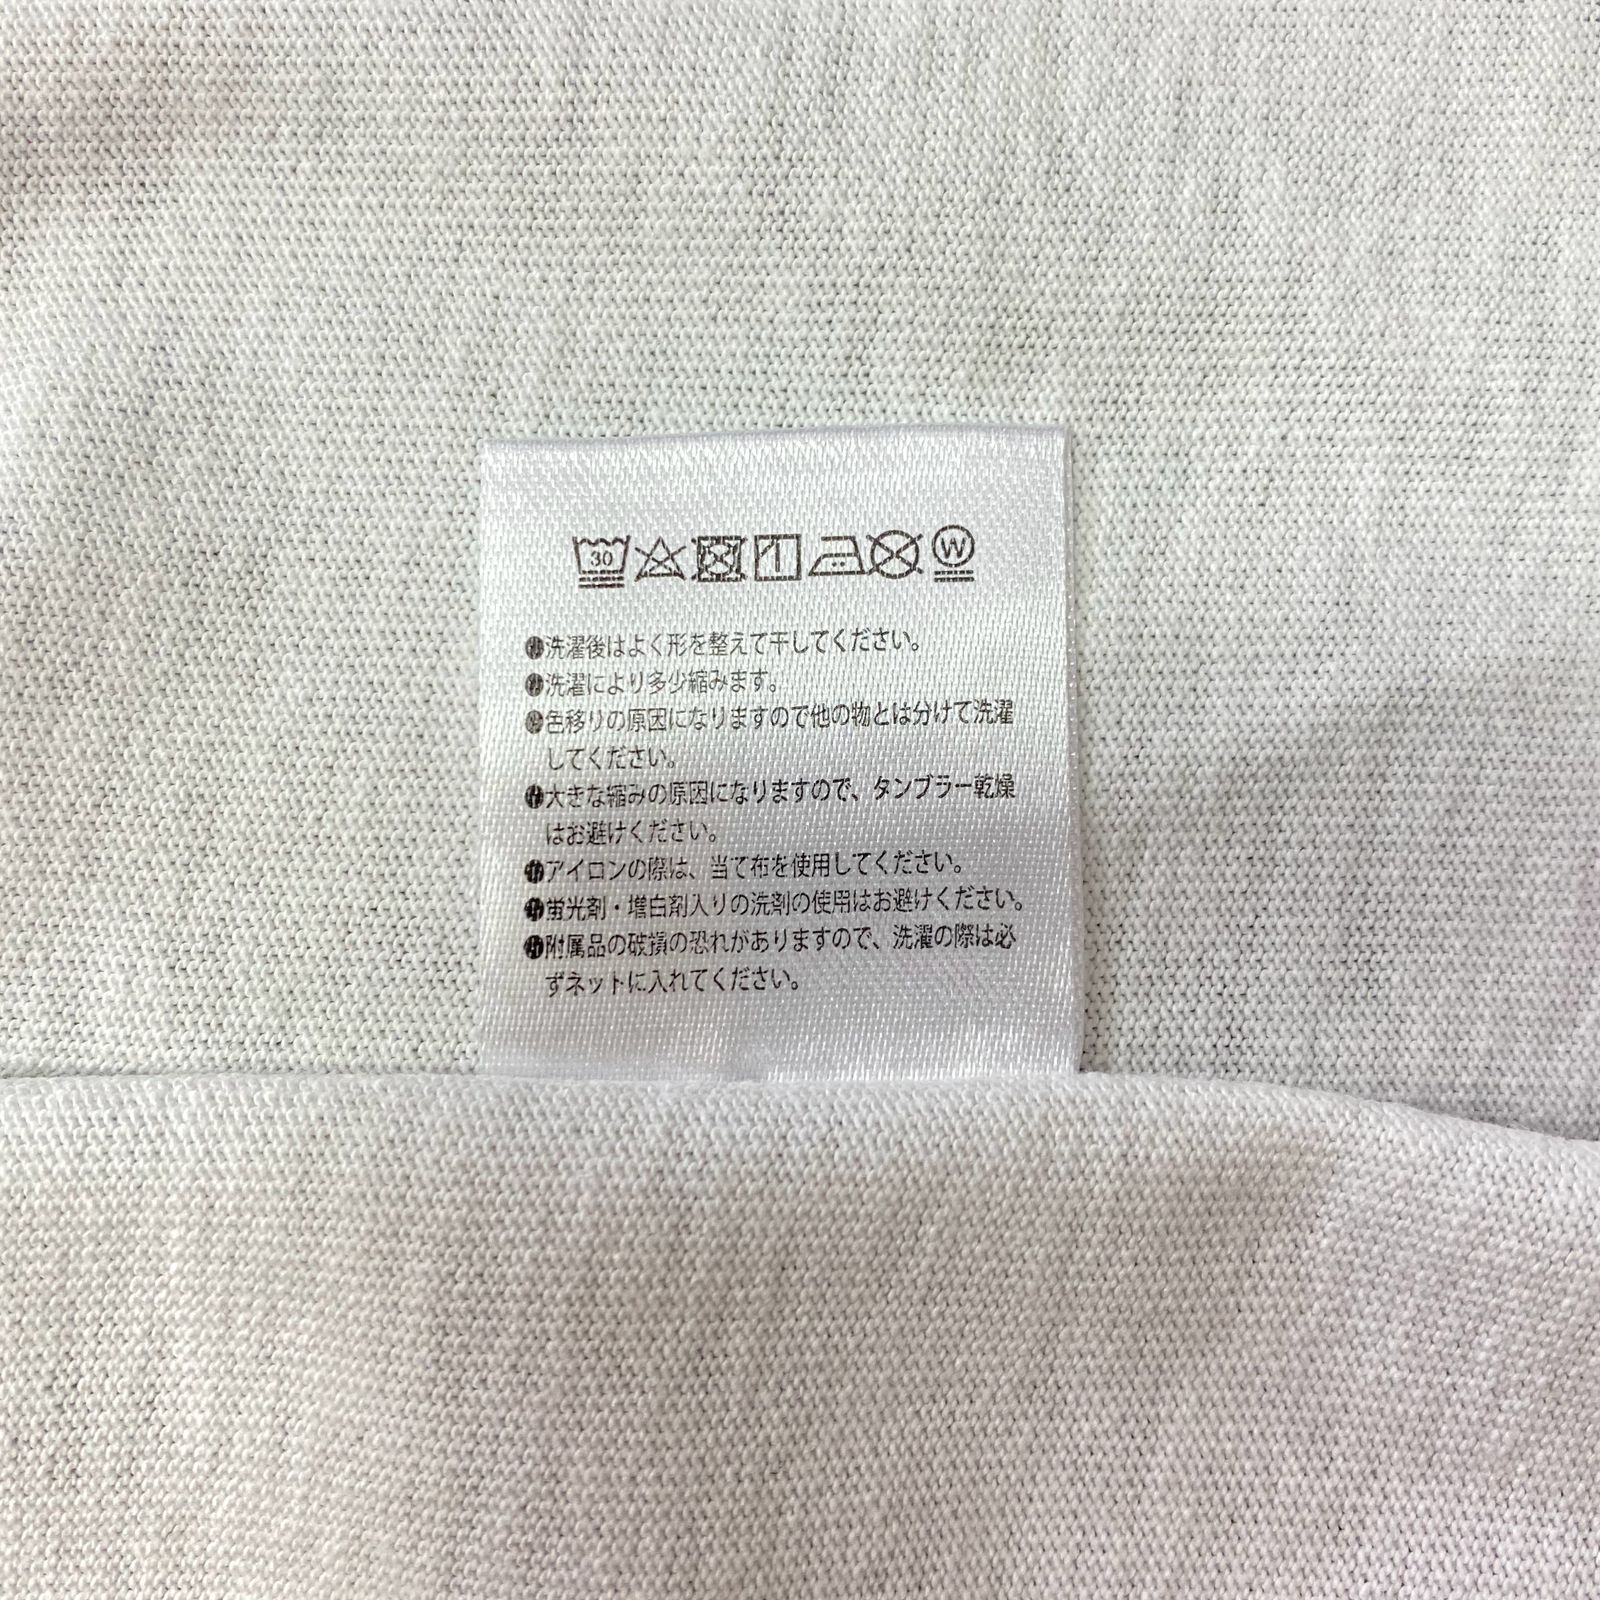 30 W
●洗濯後はよく形を整えて干してください。
●洗濯により多少縮みます。
●色移りの原因になりますので他の物とは分けて洗濯
してください。
●大きな縮みの原因になりますので、タンブラー乾燥
はお避けください。
●アイロンの際は、当て布を使用してください。
●蛍光剤・増白剤入りの洗剤の使用はお避けください。
●附属品の破損の恐れがありますので、洗濯の際は必
ずネットに入れてください。